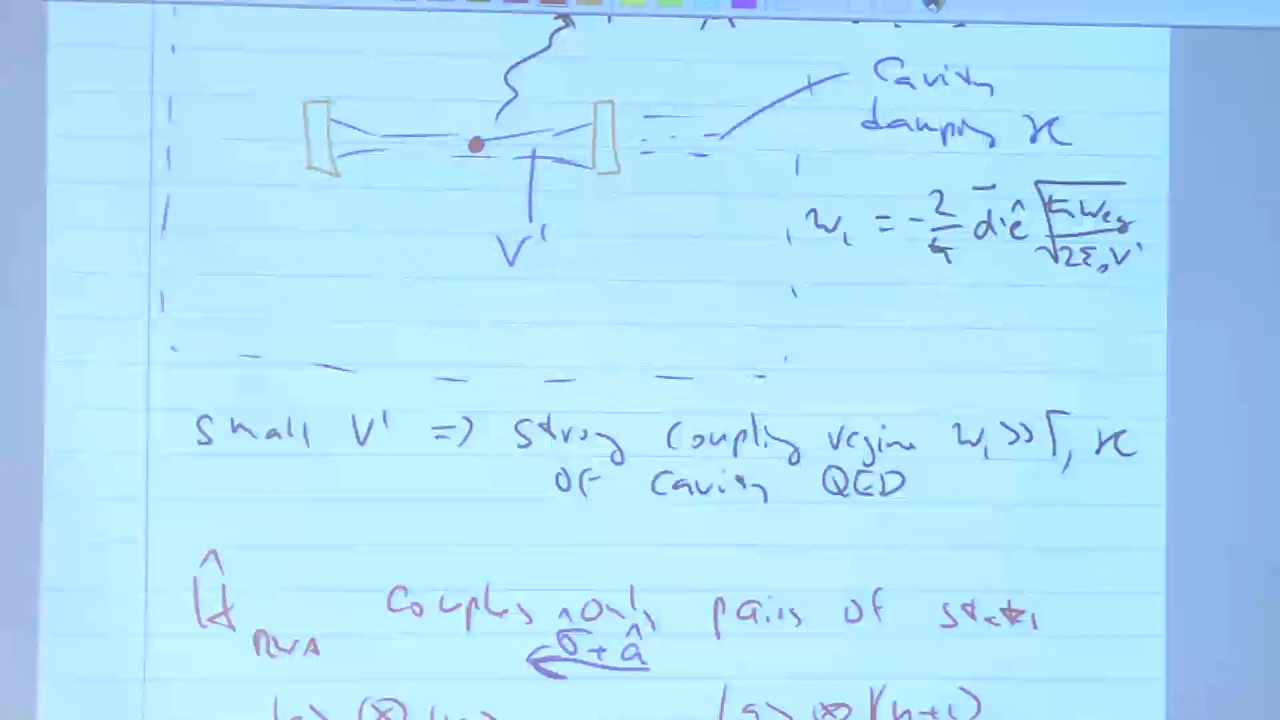 Cavity
damping κ
ω₁ = -2/ħ d⃗·ê √(ħω_eg)/√(2ε₀V')
V'
small V' => strong coupling regime ω₁ >> Γ, κ
of cavity QED
Ĥ_RWA couples only pairs of states
σ̂₊ â
|e> ⊗ |n> |g> ⊗ |(n+1)>